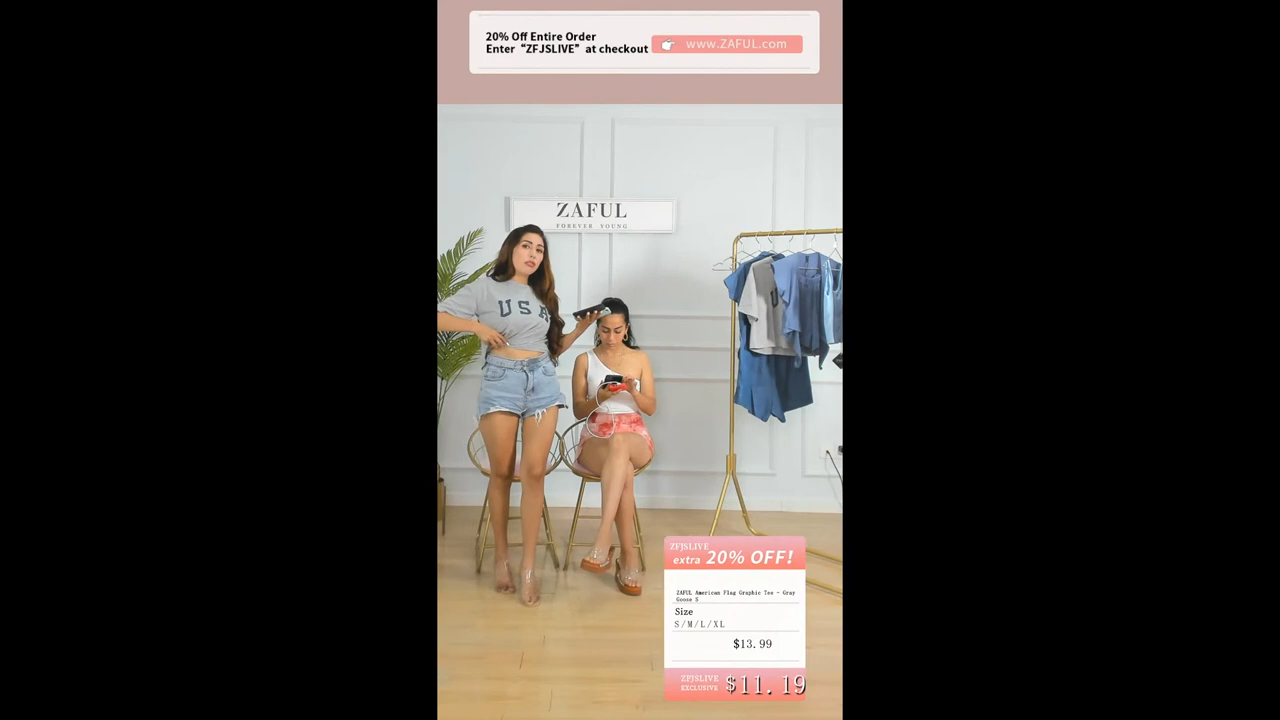 20% Off Entire Order
Enter “ZFJSLIVE” at checkout
www.ZAFUL.com
ZAFUL
FOREVER YOUNG
USA
U
ZFJSLIVE
extra 20% OFF!
ZAFUL American Flag Graphic Tee - Gray
Goose S
Size
S/M/L/XL
$13.99
ZFJSLIVE
EXCLUSIVE
$11.19